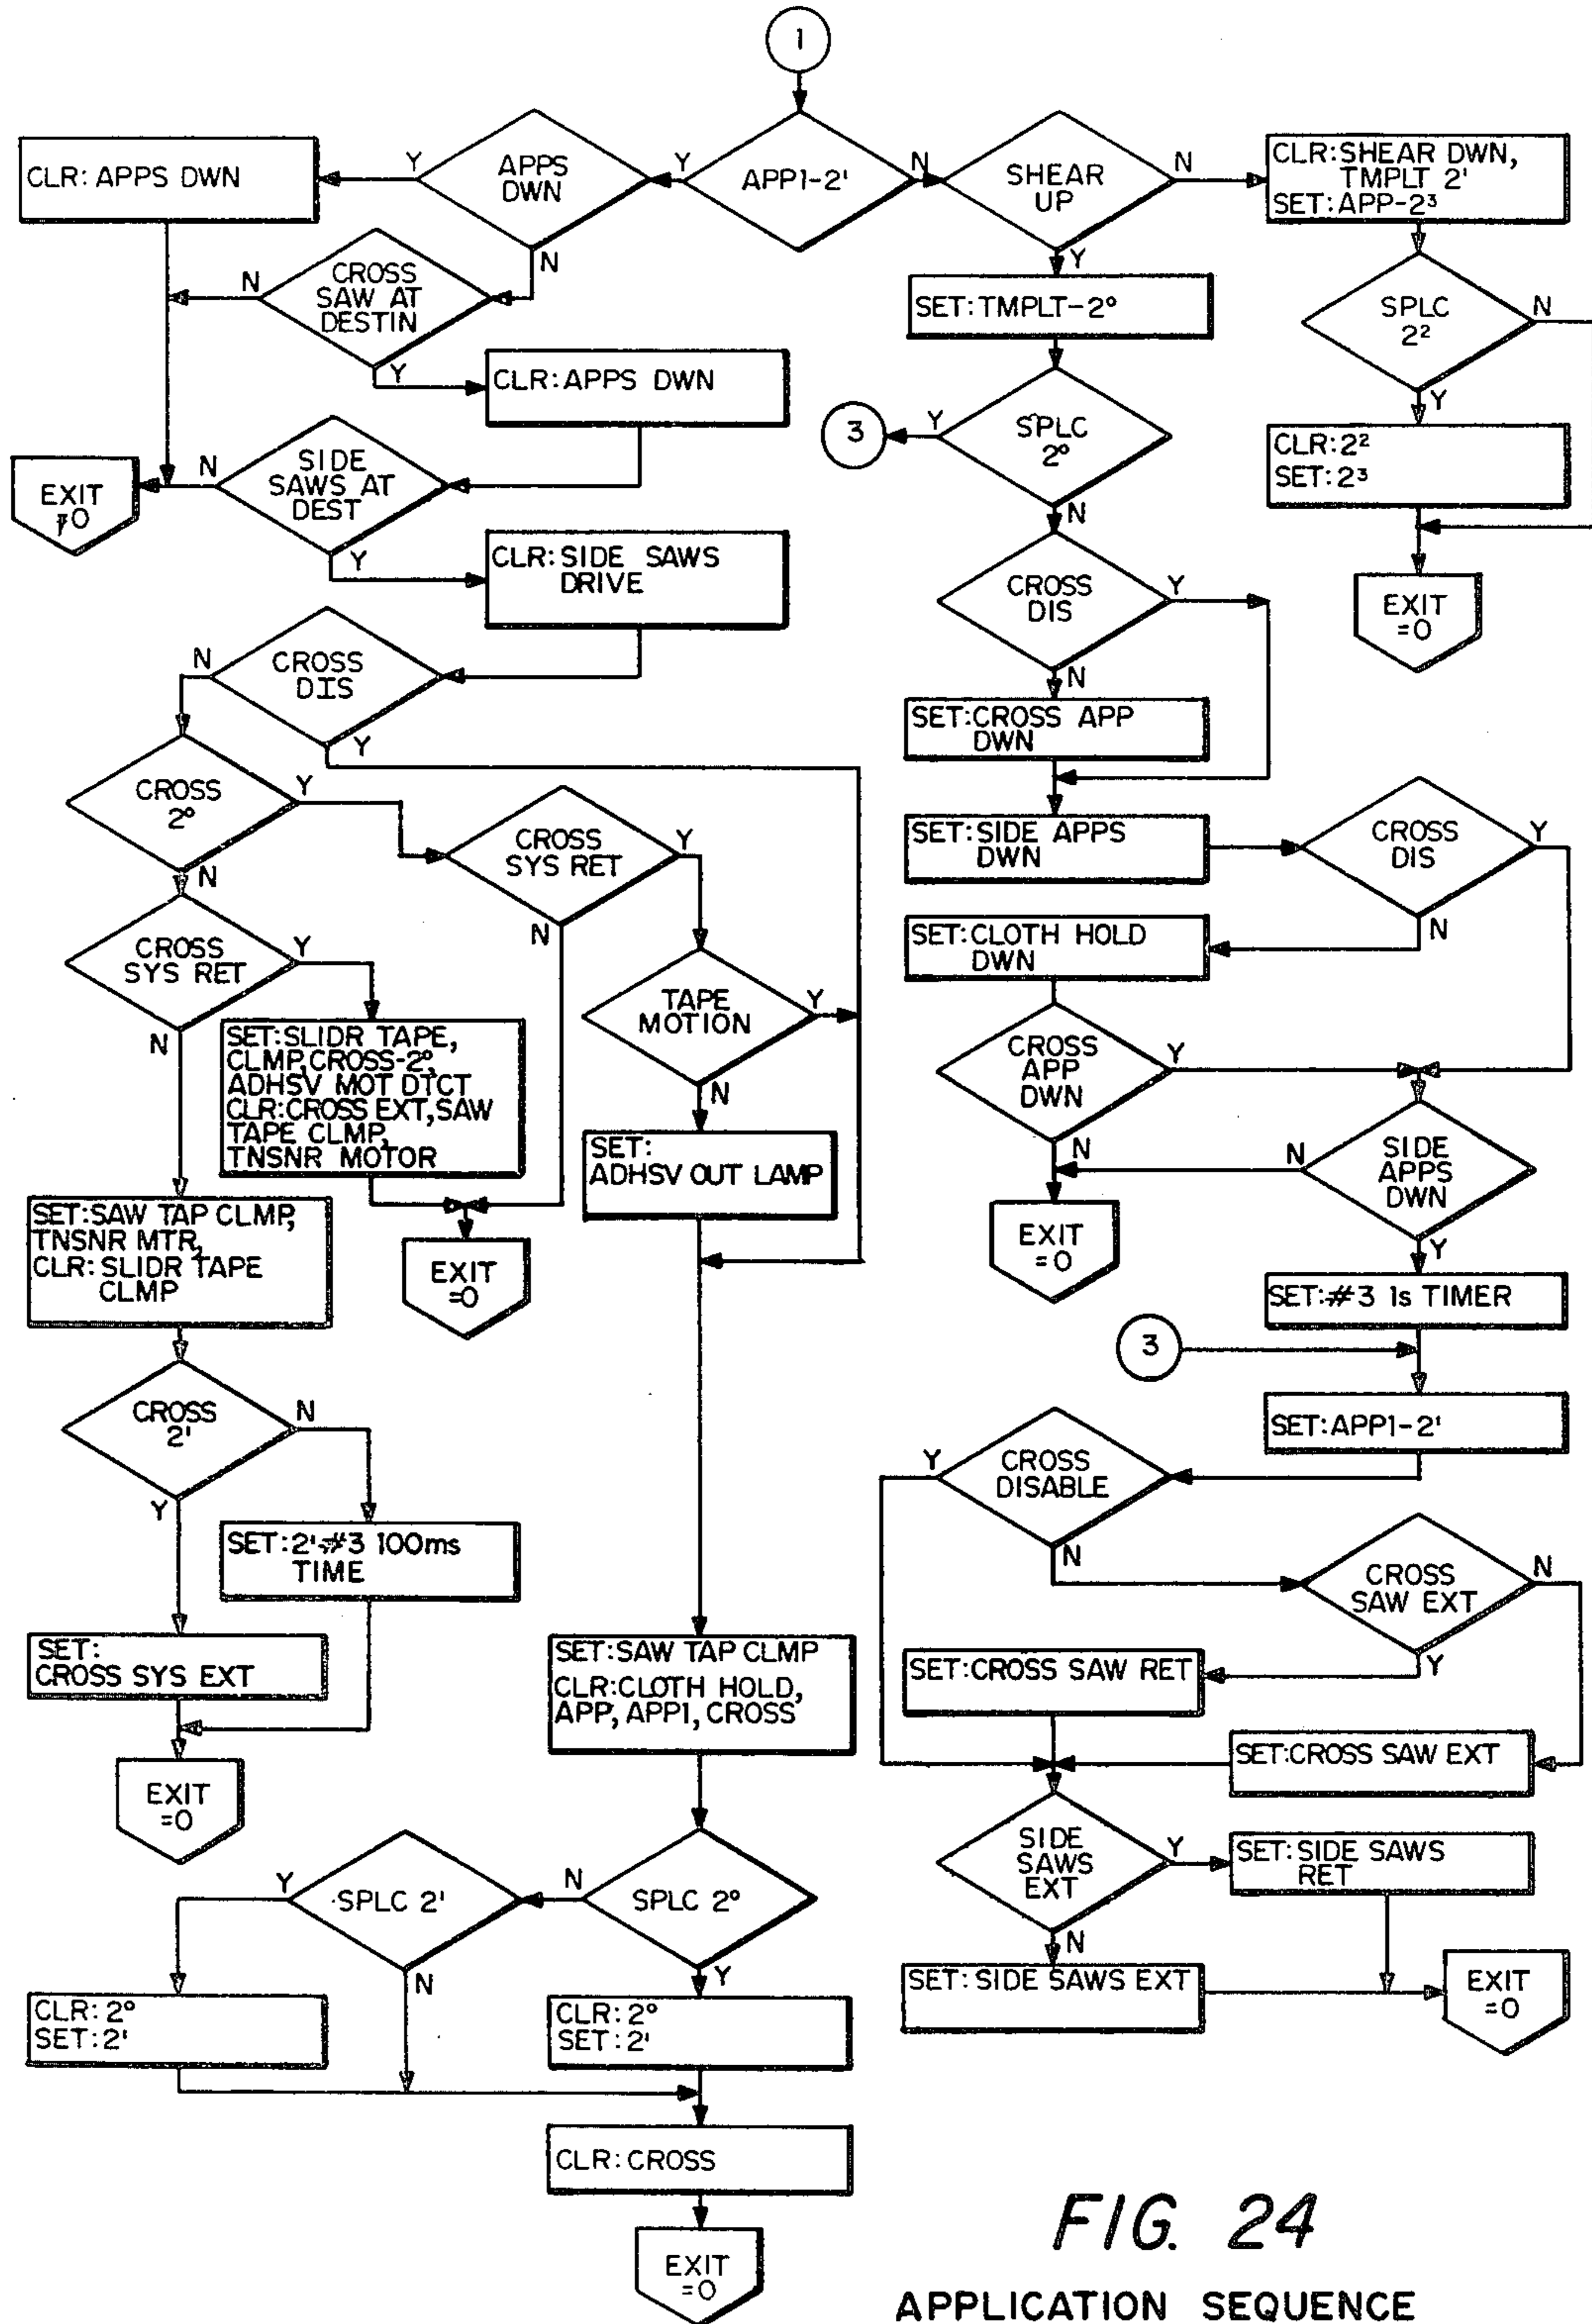 1
CLR: APPS DWN
Y
APPS
DWN
Y
APP1-2'
N
SHEAR
UP
N
CLR:SHEAR DWN,
TMPLT 2'
SET:APP-2³
N
N
CROSS
SAW AT
DESTIN
Y
CLR:APPS DWN
Y
SET:TMPLT-2°
SPLC
2²
N
Y
3
Y
SPLC
2°
N
CLR:2²
SET:2³
EXIT
≠0
N
SIDE
SAWS AT
DEST
Y
CLR:SIDE SAWS
DRIVE
CROSS
DIS
Y
N
EXIT
=0
N
CROSS
DIS
Y
SET:CROSS APP
DWN
CROSS
2°
Y
N
CROSS
SYS RET
Y
N
SET:SIDE APPS
DWN
CROSS
DIS
Y
N
CROSS
SYS RET
Y
N
SET:CLOTH HOLD
DWN
TAPE
MOTION
Y
N
SET:SLIDR TAPE,
CLMP,CROSS-2°,
ADHSV MOT DTCT
CLR:CROSS EXT,SAW
TAPE CLMP,
TNSNR MOTOR
CROSS
APP
DWN
Y
N
SET:
ADHSV OUT LAMP
N
SIDE
APPS
DWN
Y
SET:SAW TAP CLMP,
TNSNR MTR,
CLR: SLIDR TAPE
CLMP
EXIT
=0
EXIT
=0
SET:#3 1s TIMER
3
CROSS
2'
N
Y
SET:APP1-2'
Y
CROSS
DISABLE
N
SET:2',#3 100ms
TIME
CROSS
SAW EXT
N
Y
SET:
CROSS SYS EXT
SET:SAW TAP CLMP
CLR:CLOTH HOLD,
APP, APP1, CROSS
SET:CROSS SAW RET
SET:CROSS SAW EXT
EXIT
=0
SIDE
SAWS
EXT
Y
N
SET:SIDE SAWS
RET
Y
SPLC 2'
N
N
SPLC 2°
Y
SET: SIDE SAWS EXT
EXIT
=0
CLR: 2°
SET: 2'
CLR: 2°
SET: 2'
CLR: CROSS
EXIT
=0
FIG. 24
APPLICATION SEQUENCE